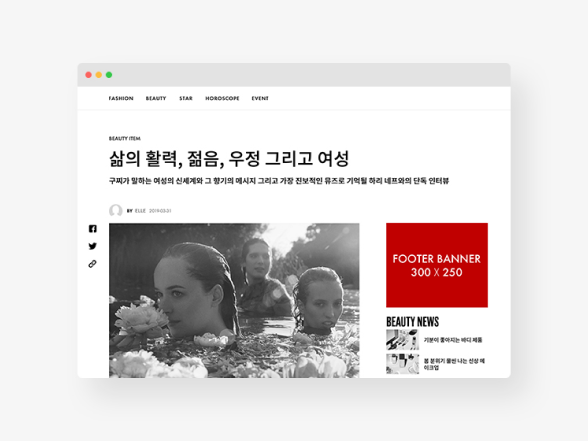 FASHION BEAUTY STAR HOROSCOPE EVENT
BEAUTY ITEM
삶의 활력, 젊음, 우정 그리고 여성
구찌가 말하는 여성의 신세계와 그 향기의 메시지 그리고 가장 진보적인 뮤즈로 기억될 하리 네프와의 단독 인터뷰
BY ELLE 2019-03-31
FOOTER BANNER
300 X 250
BEAUTY NEWS
기분이 좋아지는 바디 제품
봄 분위기 물씬 나는 산성 메
이크업